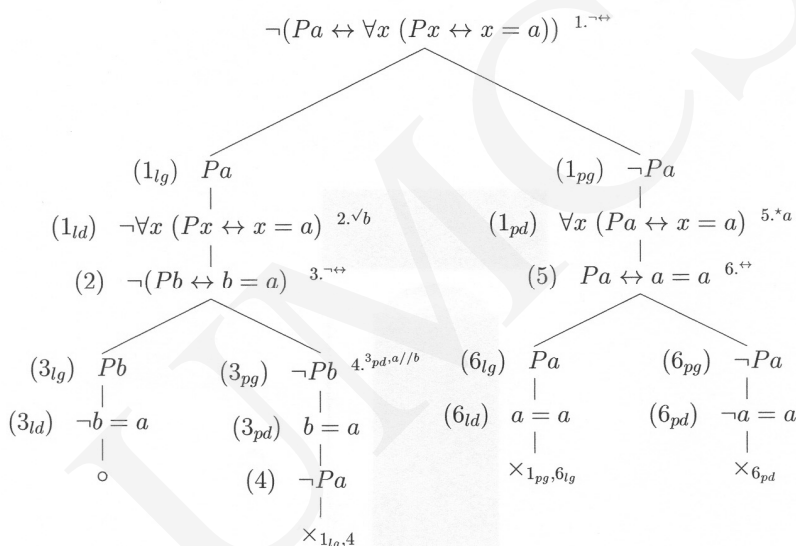 ¬(Pa ↔ ∀x (Px ↔ x = a)) 1.¬↔
(1lg) Pa (1pg) ¬Pa
(1ld) ¬∀x (Px ↔ x = a) 2.√b (1pd) ∀x (Pa ↔ x = a) 5.*a
(2) ¬(Pb ↔ b = a) 3.¬↔ (5) Pa ↔ a = a 6.↔
(3lg) Pb (3pg) ¬Pb 4.3pd,a//b (6lg) Pa (6pg) ¬Pa
(3ld) ¬b = a (3pd) b = a (6ld) a = a (6pd) ¬a = a
∘ (4) ¬Pa ×1pg,6lg ×6pd
×1lg,4
UMCS